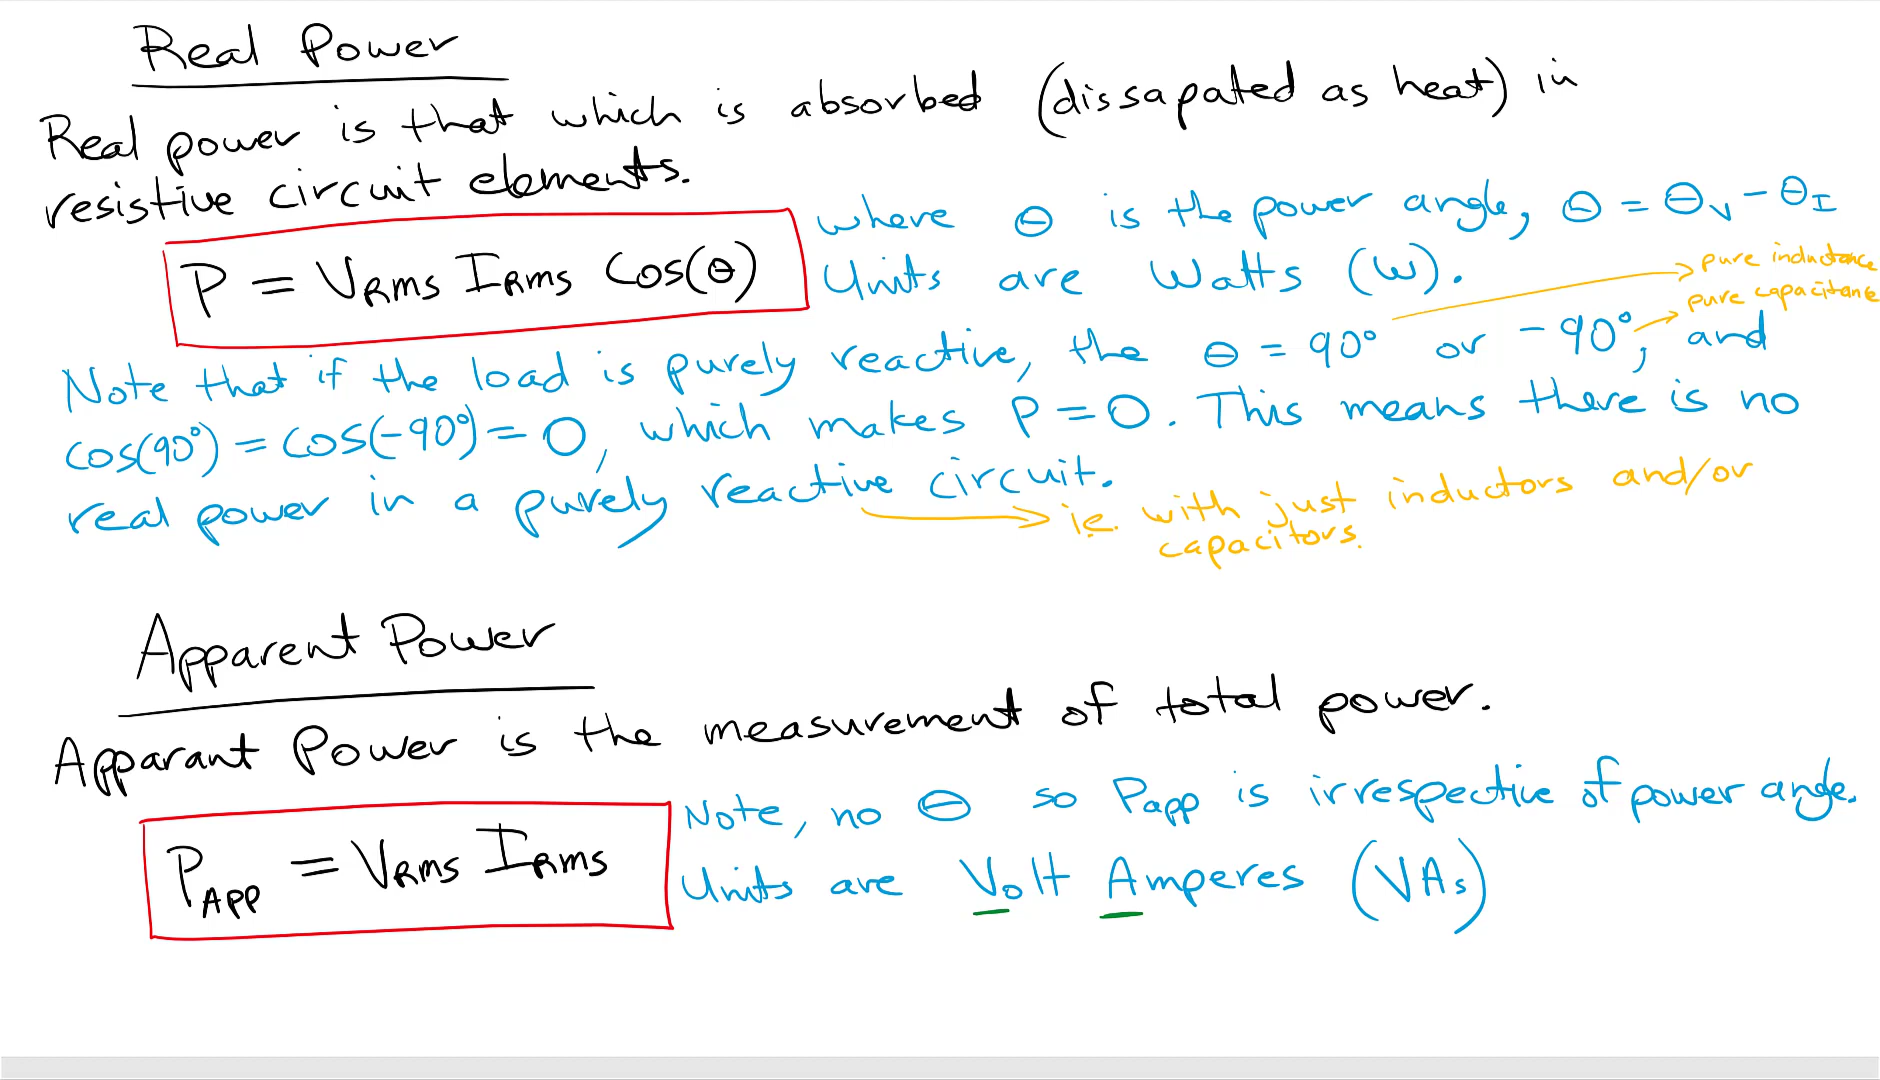 Real Power
Real power is that which is absorbed (dissapated as heat) in
resistive circuit elements.
P = VRMS IRMS Cos(θ)
where θ is the power angle, θ = θV - θI
Units are Watts (W).
pure inductance
pure capacitance
Note that if the load is purely reactive, the θ = 90° or -90°, and
cos(90°) = cos(-90°) = 0, which makes P = 0. This means there is no
real power in a purely reactive circuit.
i.e. with just inductors and/or
capacitors.
Apparent Power
Apparant Power is the measurement of total power.
PAPP = VRMS IRMS
Note, no θ so Papp is irrespective of power angle.
Units are Volt Amperes (VAs)